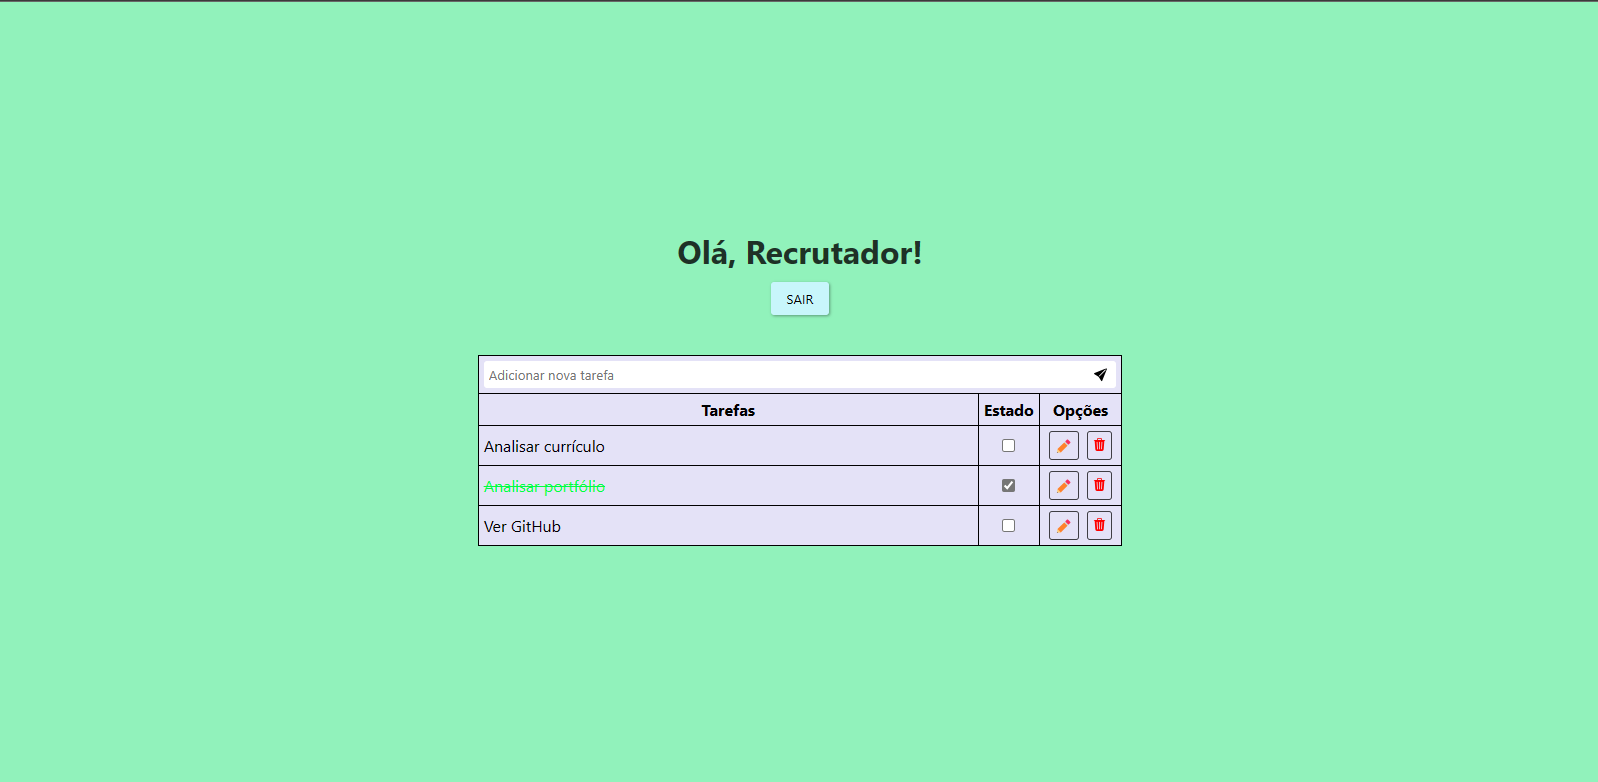 Olá, Recrutador!
SAIR
Adicionar nova tarefa
Tarefas Estado Opções
Analisar currículo
Analisar portfólio
Ver GitHub